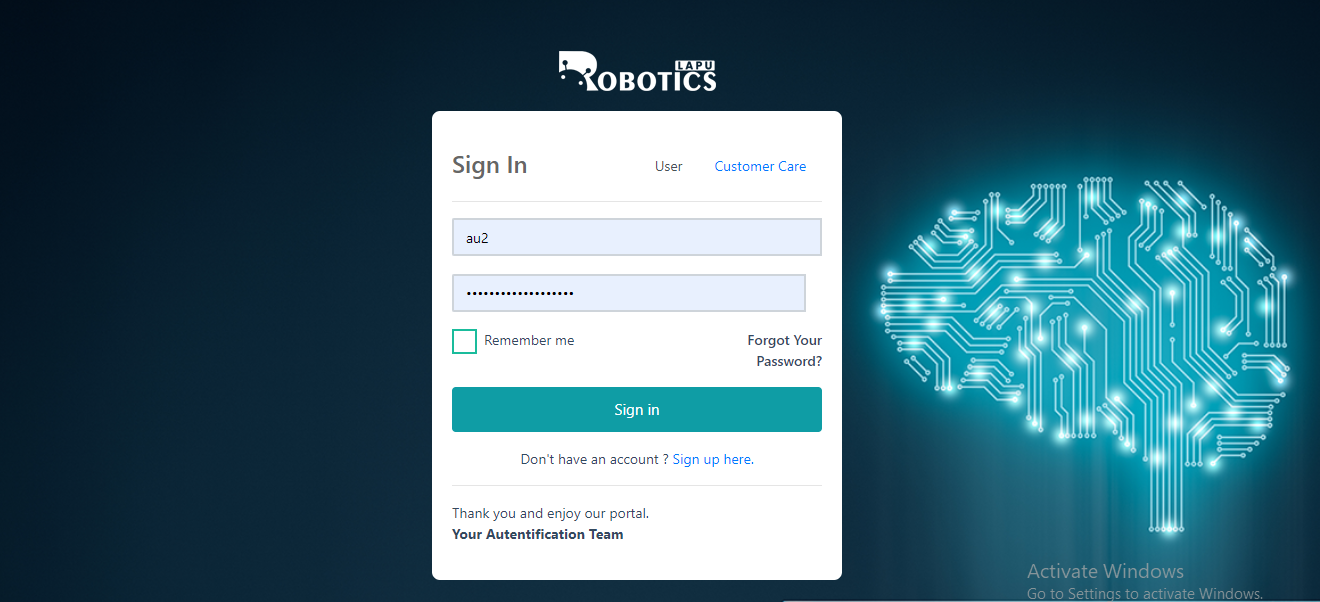 LAPU
ROBOTICS
Sign In
User
Customer Care
au2
•••••••••••••••••••
Remember me
Forgot Your
Password?
Sign in
Don't have an account ? Sign up here.
Thank you and enjoy our portal.
Your Autentification Team
Activate Windows
Go to Settings to activate Windows.